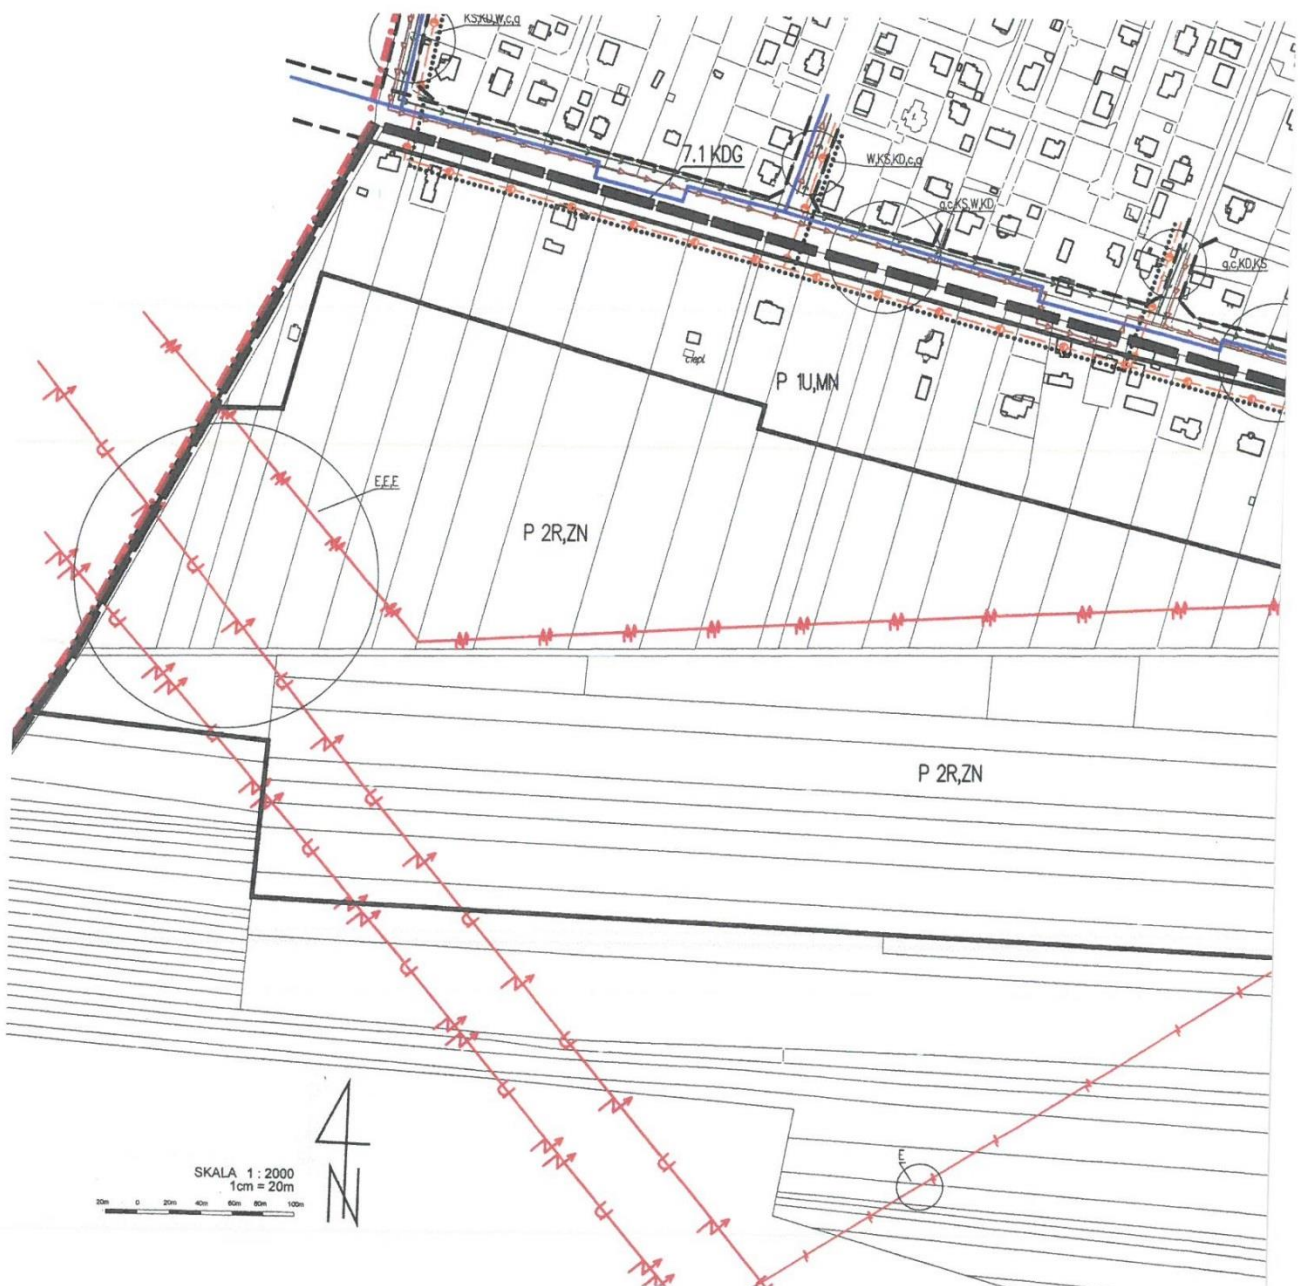 KS,KD,W,c,g
7.1 KDG
W,KS,KD,c,g
g,c,KS,W,KD
g,c,KD,KS
ciepl.
P 1U,MN
E,E,E
P 2R,ZN
P 2R,ZN
E
N
SKALA 1 : 2000
1cm = 20m
20m 0 20m 40m 60m 80m 100m